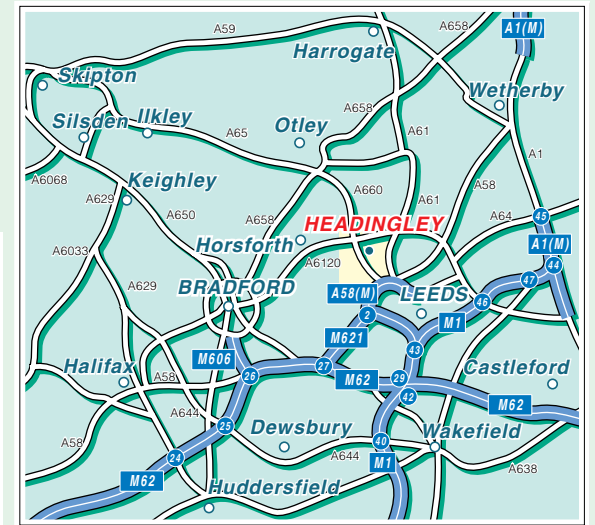 A59
A658
A1(M)
Harrogate
Skipton
Wetherby
A658
Silsden
Ilkley
Otley
A61
A65
A1
A6068
Keighley
A629
A660
A58
A650
A658
A61
HEADINGLEY
A64
45
A6033
Horsforth
A1(M)
A6120
44
A629
BRADFORD
A58(M)
LEEDS
47
46
2
M1
M621
43
M606
Halifax
27
Castleford
A58
26
M62
29
42
M62
A644
25
Dewsbury
Wakefield
A58
40
24
A644
M1
A638
M62
Huddersfield